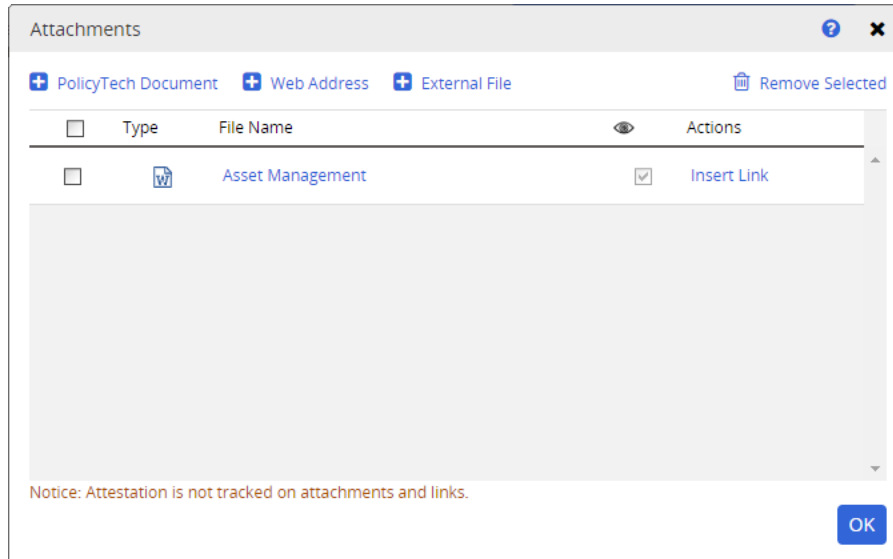 Attachments
PolicyTech Document Web Address External File Remove Selected
Type File Name Actions
Asset Management Insert Link
Notice: Attestation is not tracked on attachments and links.
OK